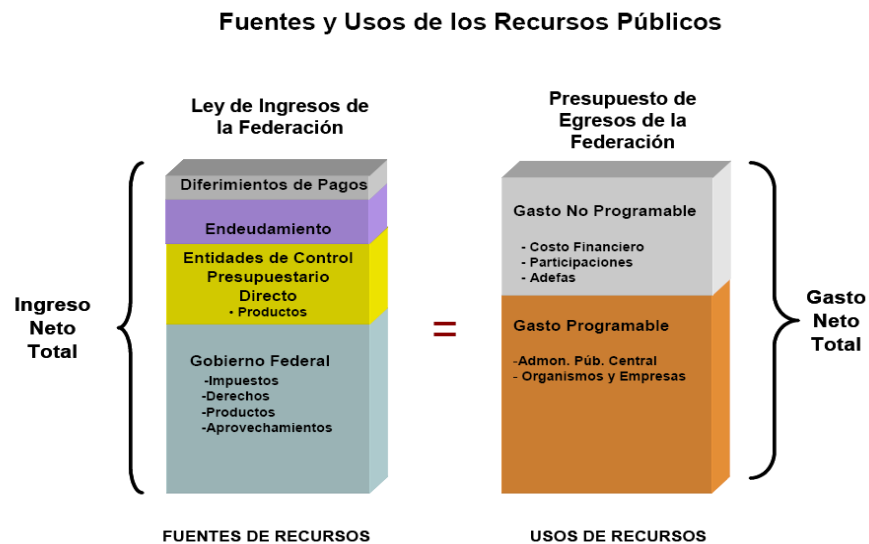 Fuentes y Usos de los Recursos Públicos
Ley de Ingresos de
la Federación
Diferimientos de Pagos
Endeudamiento
Entidades de Control
Presupuestario
Directo
• Productos
Gobierno Federal
-Impuestos
-Derechos
-Productos
-Aprovechamientos
Ingreso
Neto
Total
FUENTES DE RECURSOS
=
Presupuesto de
Egresos de la
Federación
Gasto No Programable
- Costo Financiero
- Participaciones
- Adefas
Gasto Programable
-Admon. Púb. Central
- Organismos y Empresas
Gasto
Neto
Total
USOS DE RECURSOS